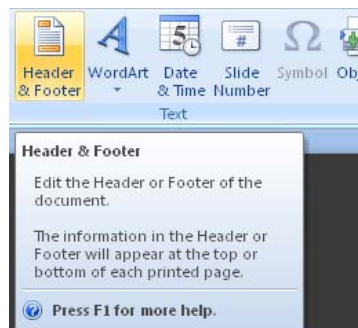 Header WordArt Date Slide Symbol Obj
& Footer & Time Number
Text
Header & Footer
Edit the Header or Footer of the
document.
The information in the Header or
Footer will appear at the top or
bottom of each printed page.
Press F1 for more help.